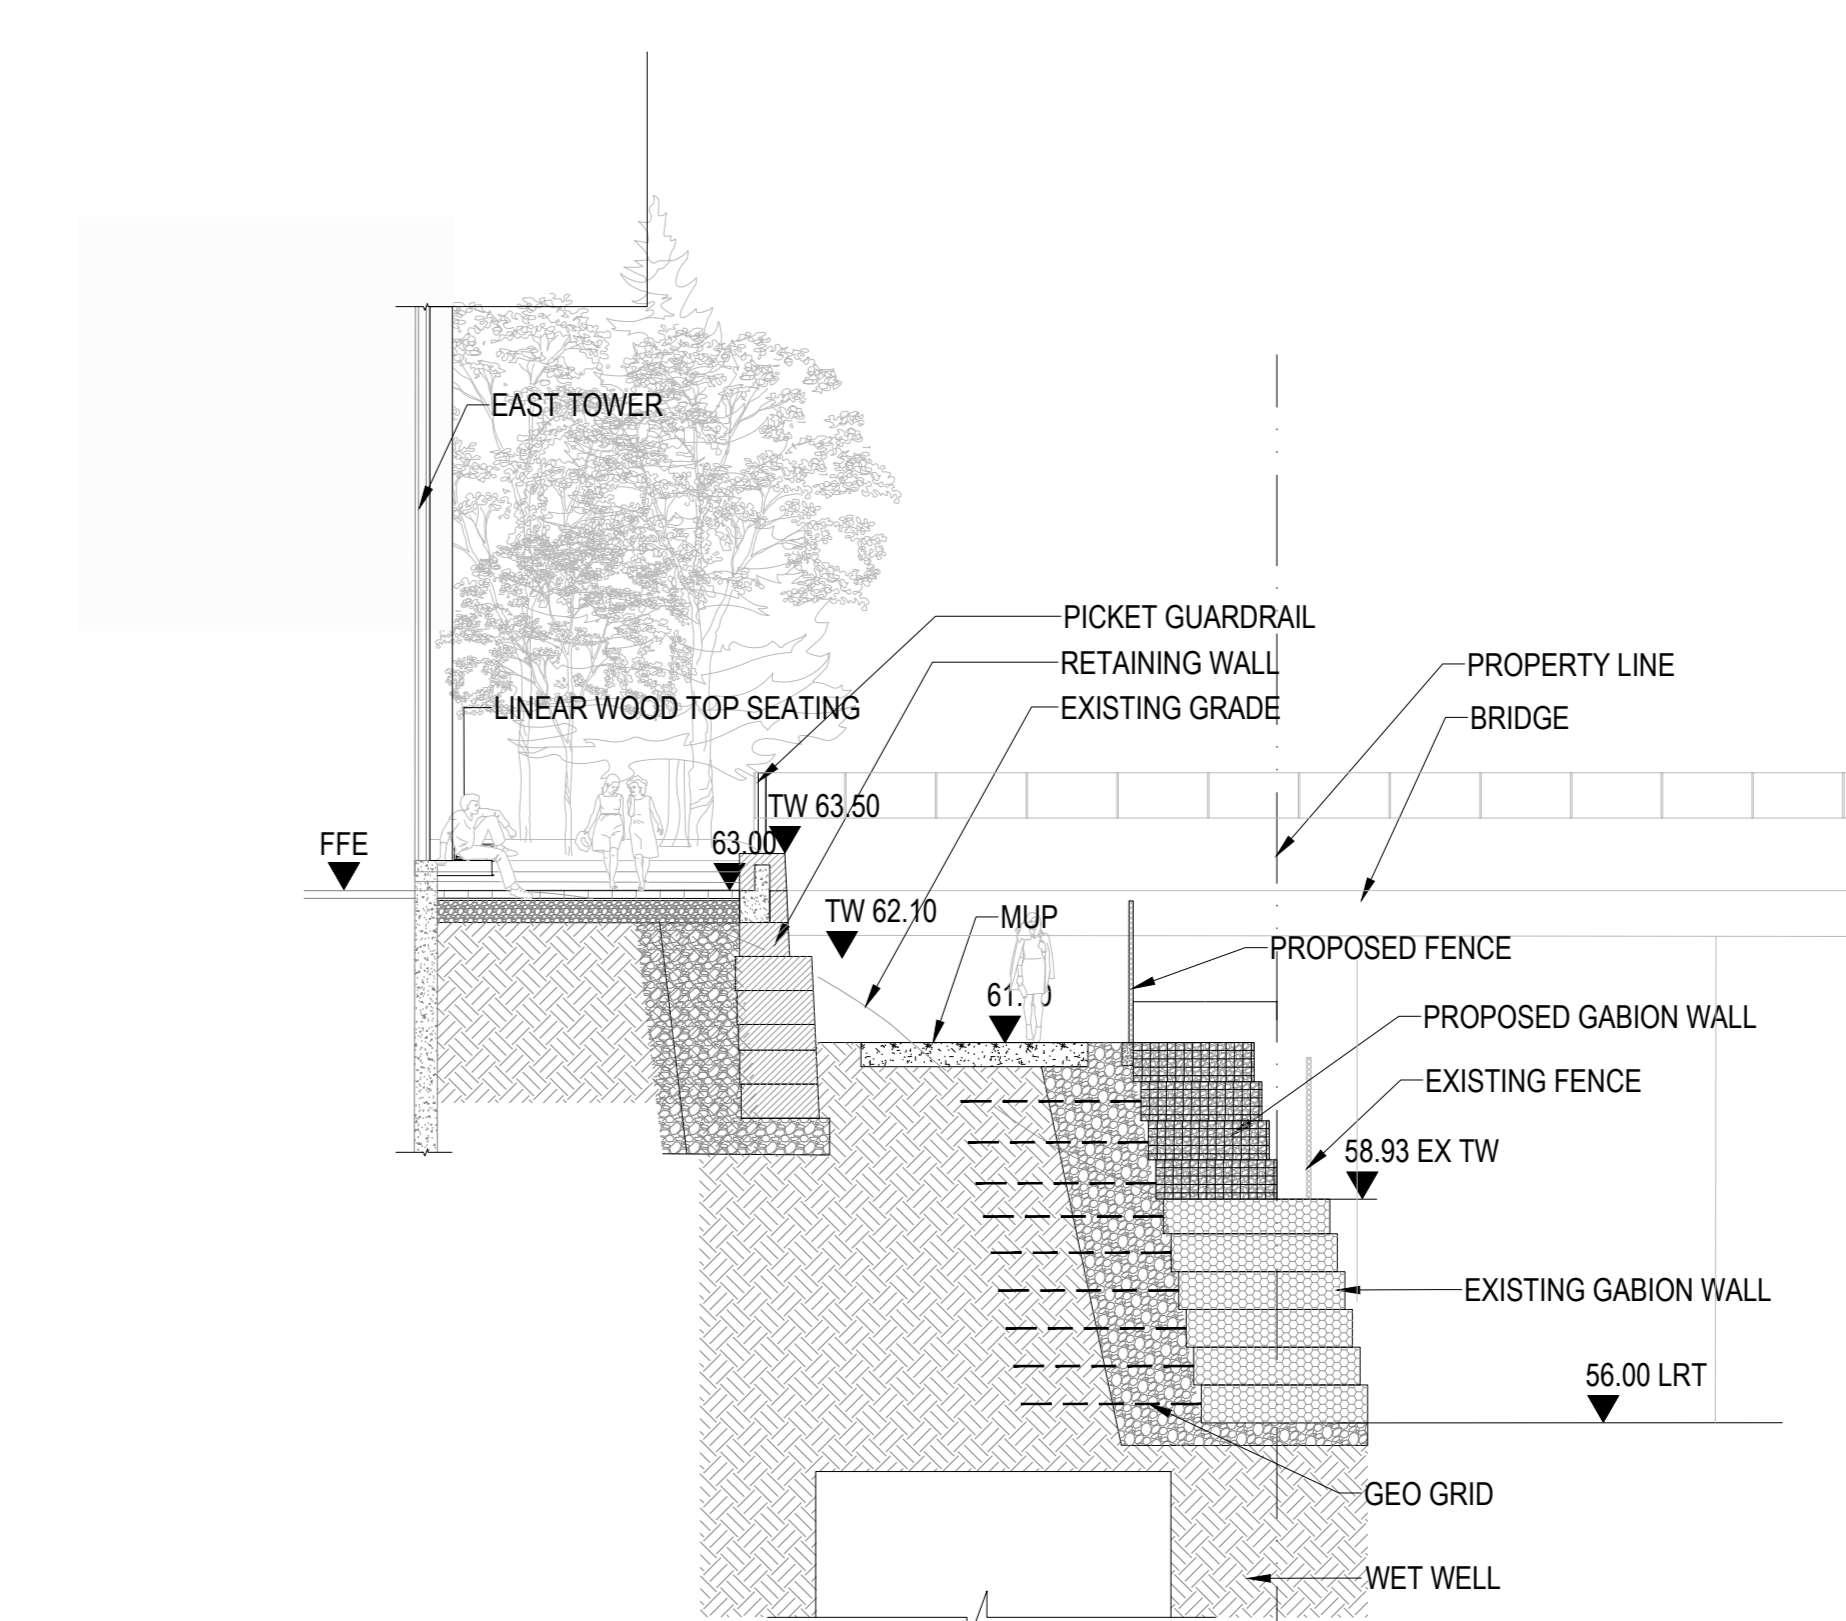 EAST TOWER
PICKET GUARDRAIL
RETAINING WALL
PROPERTY LINE
LINEAR WOOD TOP SEATING
EXISTING GRADE
BRIDGE
TW 63.50
FFE
63.00
TW 62.10
MUP
PROPOSED FENCE
PROPOSED GABION WALL
EXISTING FENCE
58.93 EX TW
EXISTING GABION WALL
56.00 LRT
GEO GRID
WET WELL